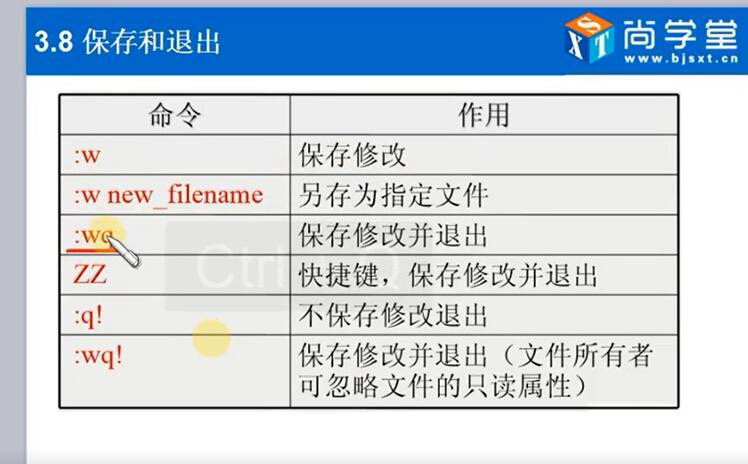 3.8 保存和退出
SXT 尚学堂
www.bjsxt.cn
命令 作用
:w 保存修改
:w new_filename 另存为指定文件
:wq 保存修改并退出
Ctrl Q
ZZ 快捷键，保存修改并退出
:q! 不保存修改退出
:wq! 保存修改并退出（文件所有者
可忽略文件的只读属性）